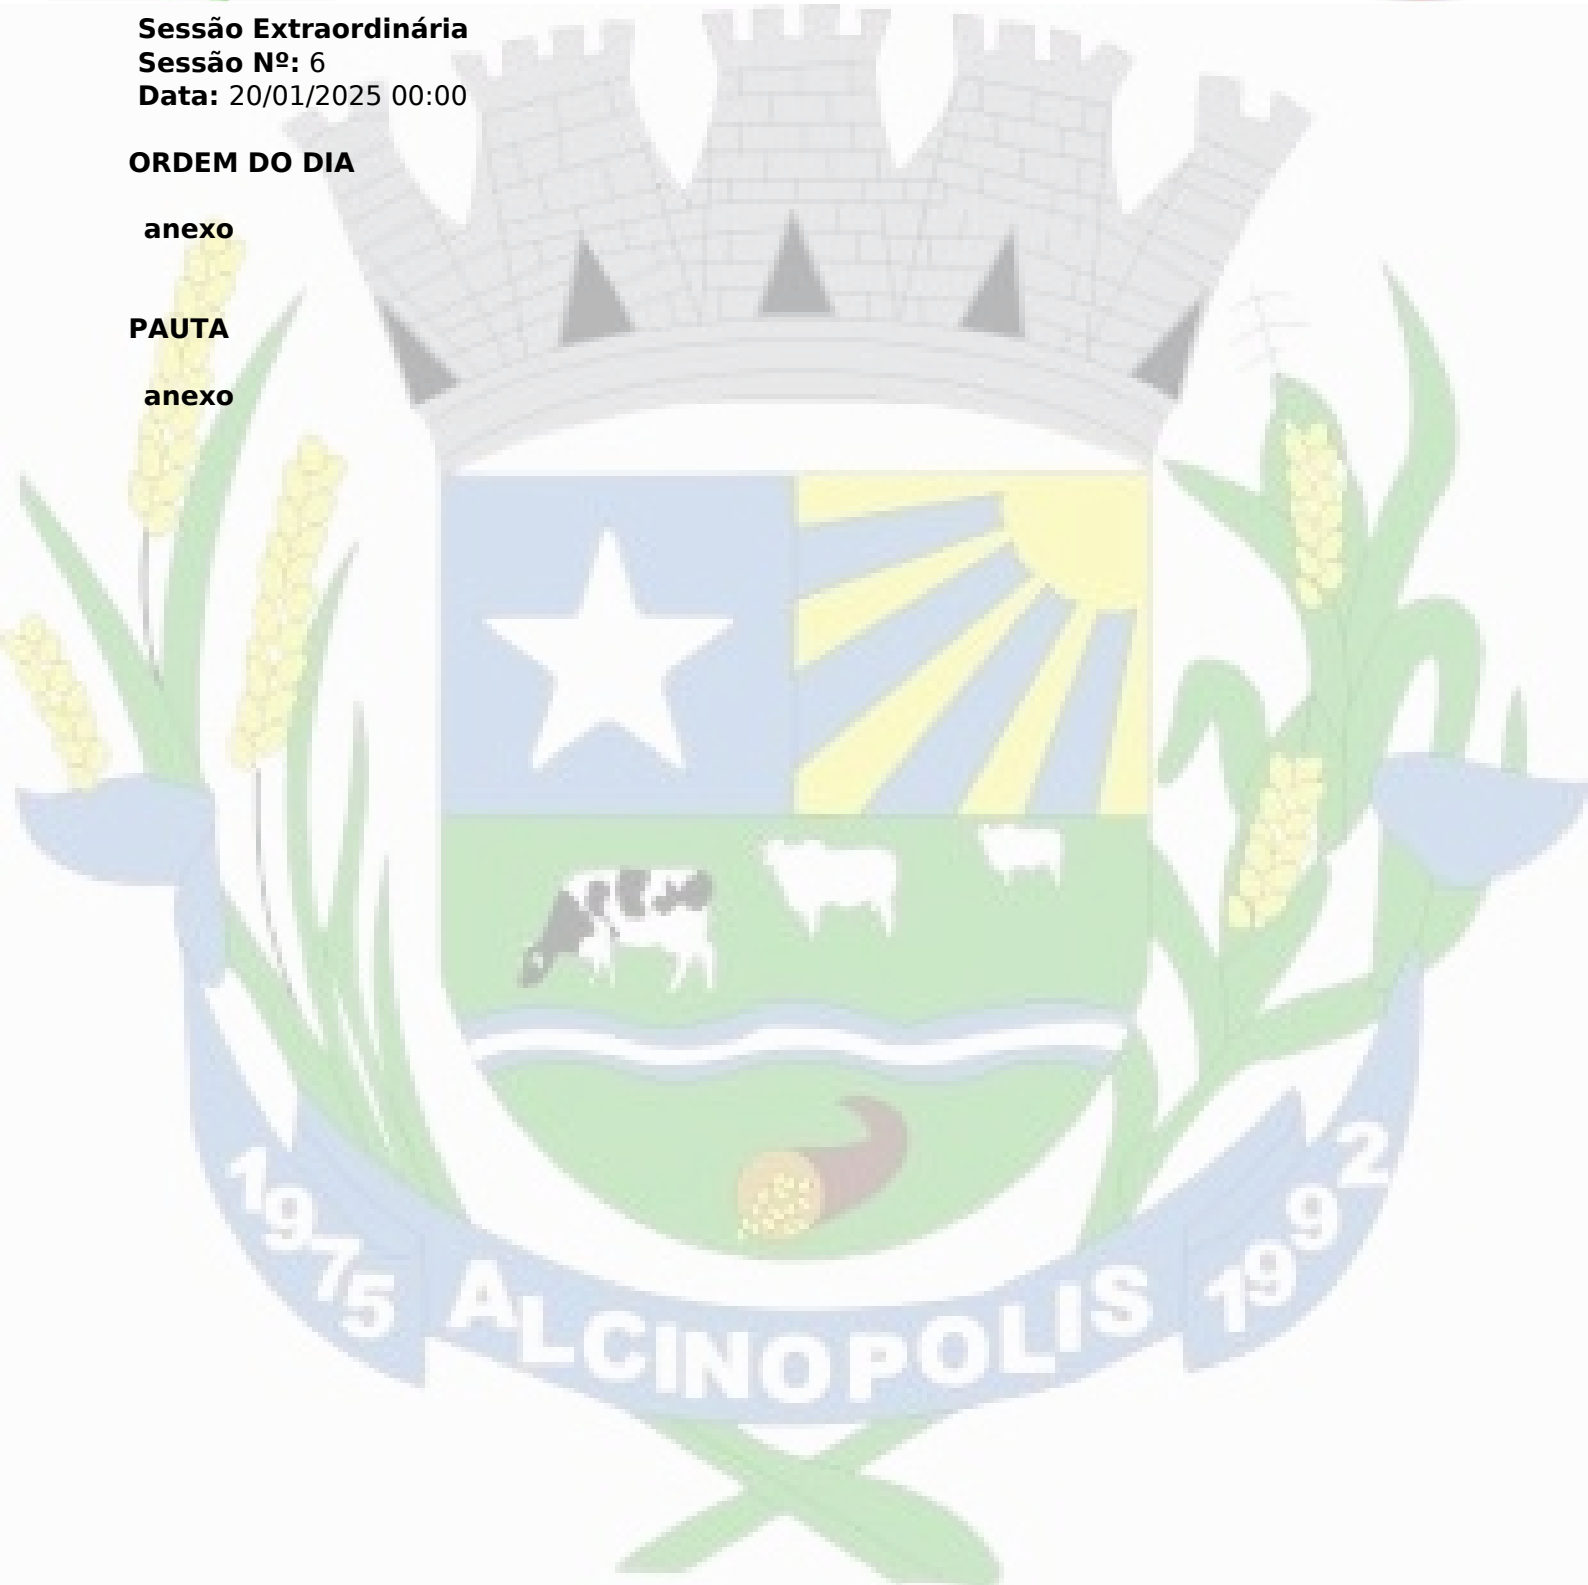 Sessão Extraordinária
Sessão Nº: 6
Data: 20/01/2025 00:00
ORDEM DO DIA
anexo
PAUTA
anexo
1975 ALCINOPOLIS 1992